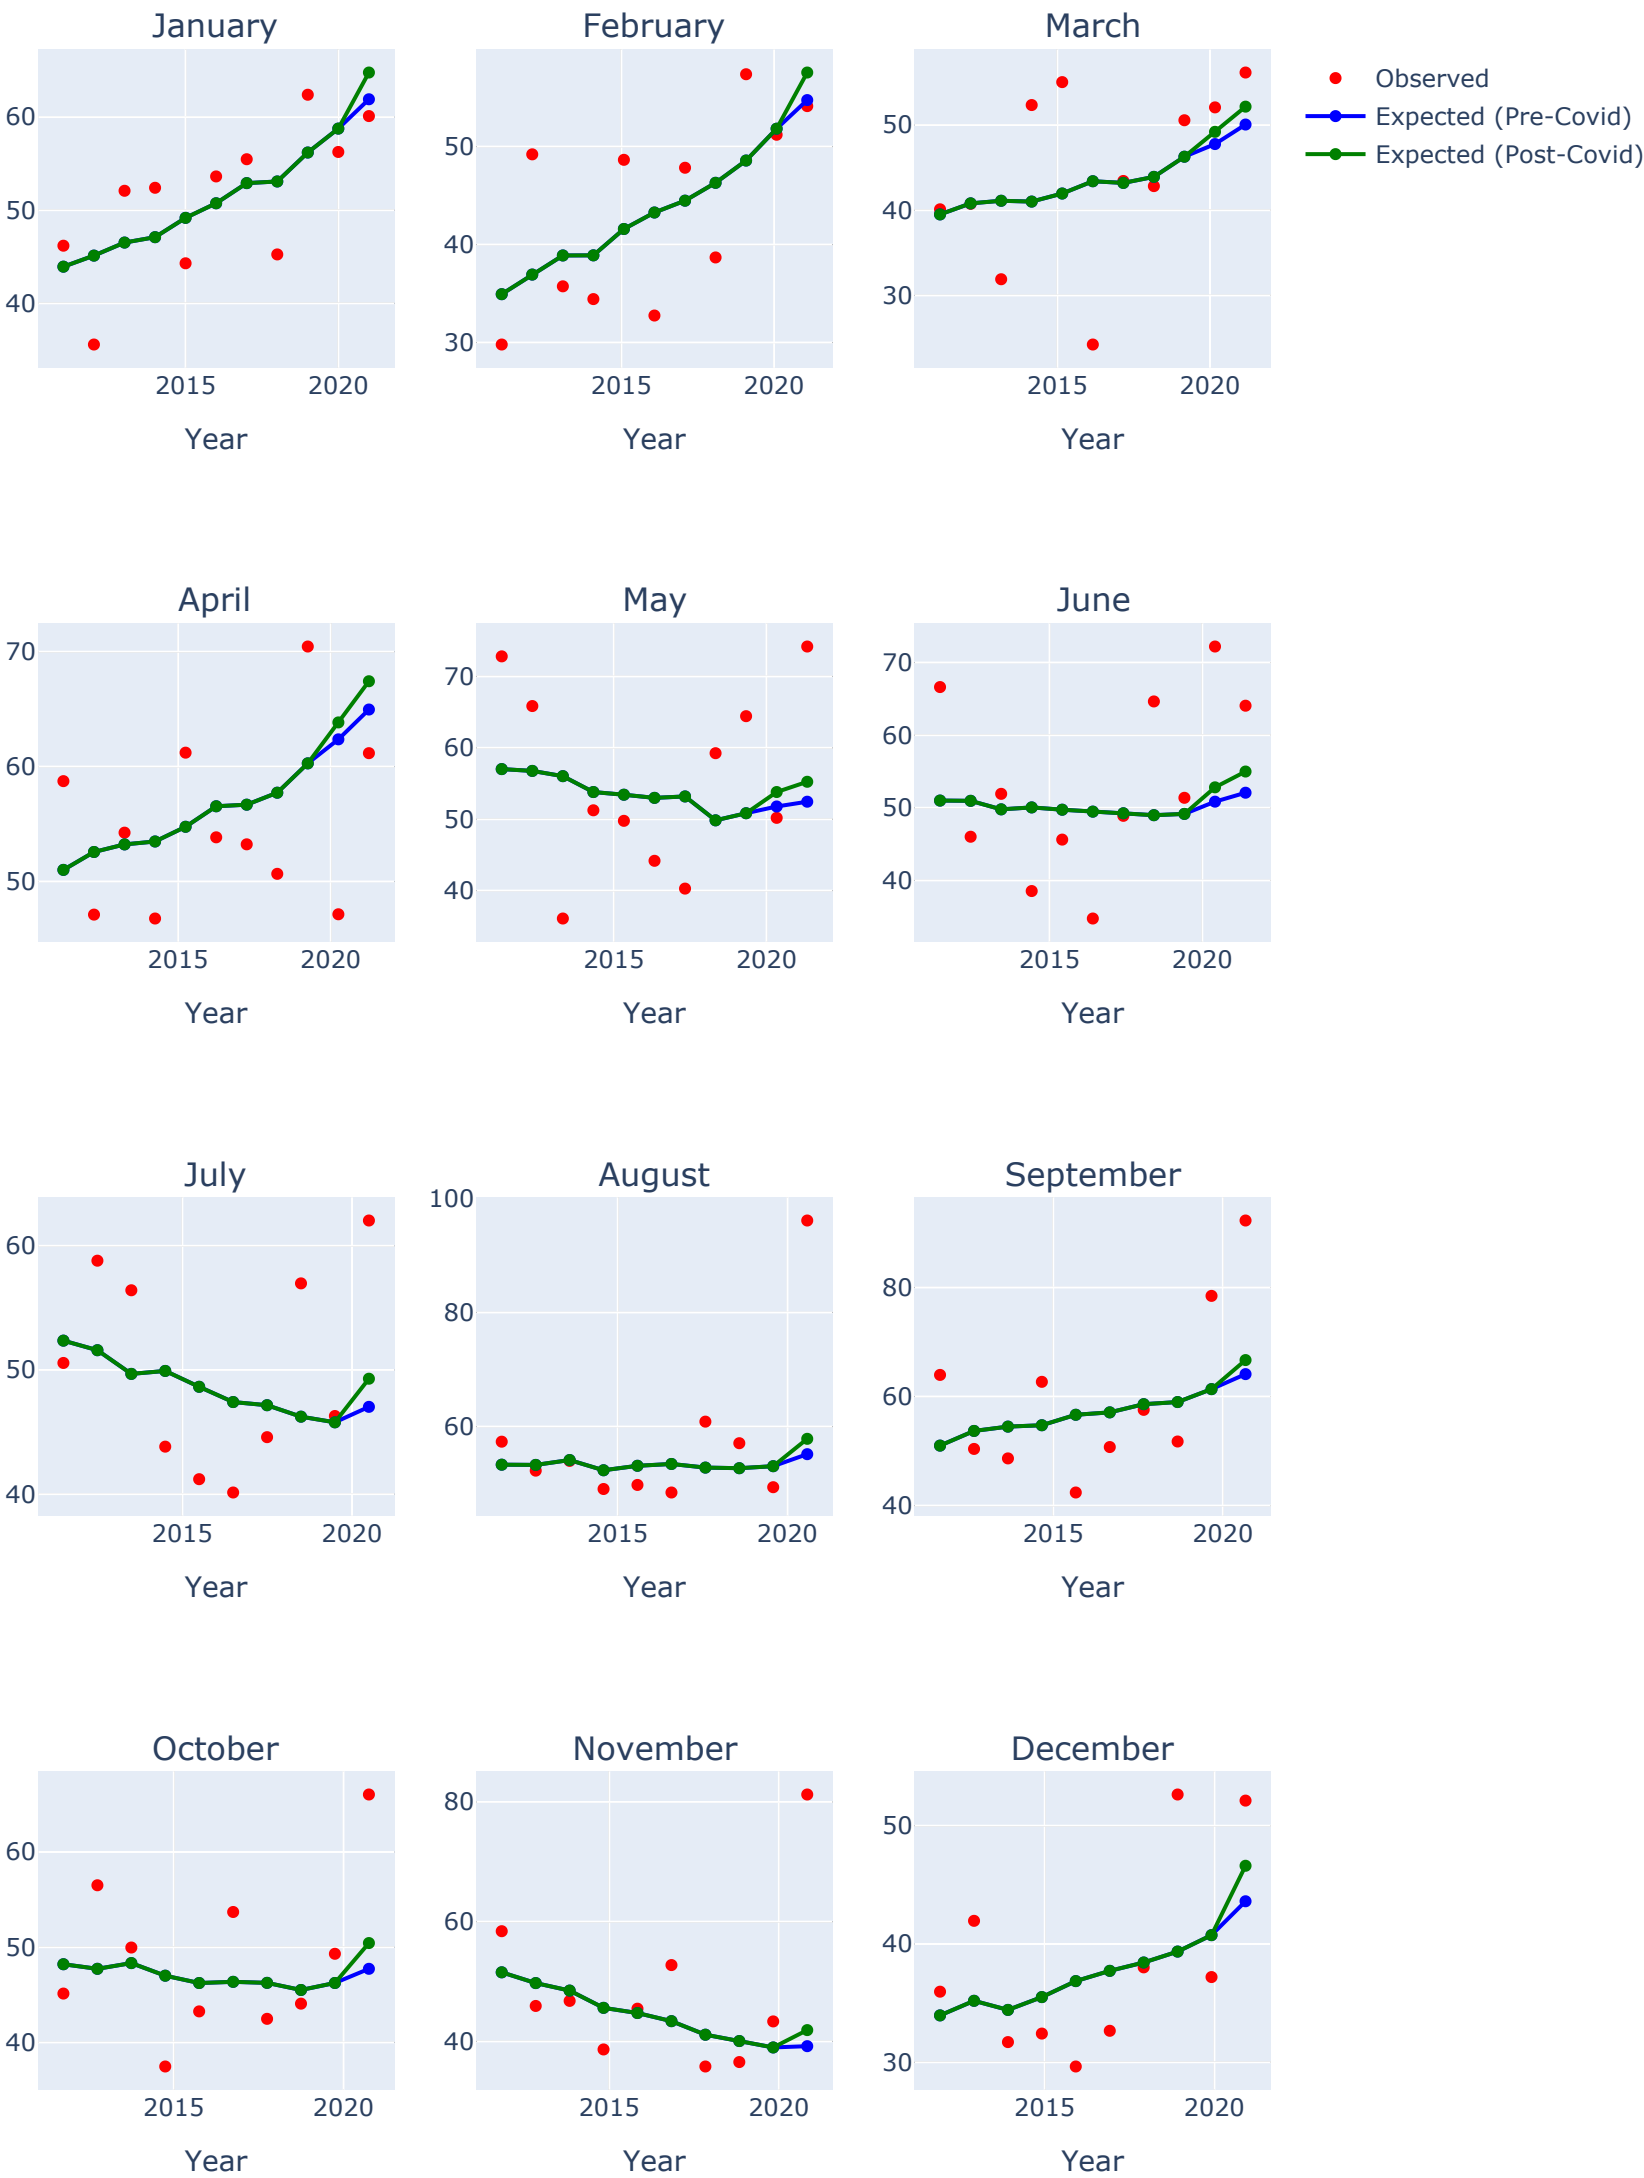 January
February
March
Observed
Expected (Pre-Covid)
Expected (Post-Covid)
60
50
40
50
40
30
50
40
30
2015
2020
2015
2020
2015
2020
Year
Year
Year
April
May
June
70
60
50
70
60
50
40
70
60
50
40
2015
2020
2015
2020
2015
2020
Year
Year
Year
July
August
September
60
50
40
100
80
60
80
60
40
2015
2020
2015
2020
2015
2020
Year
Year
Year
October
November
December
60
50
40
80
60
40
50
40
30
2015
2020
2015
2020
2015
2020
Year
Year
Year